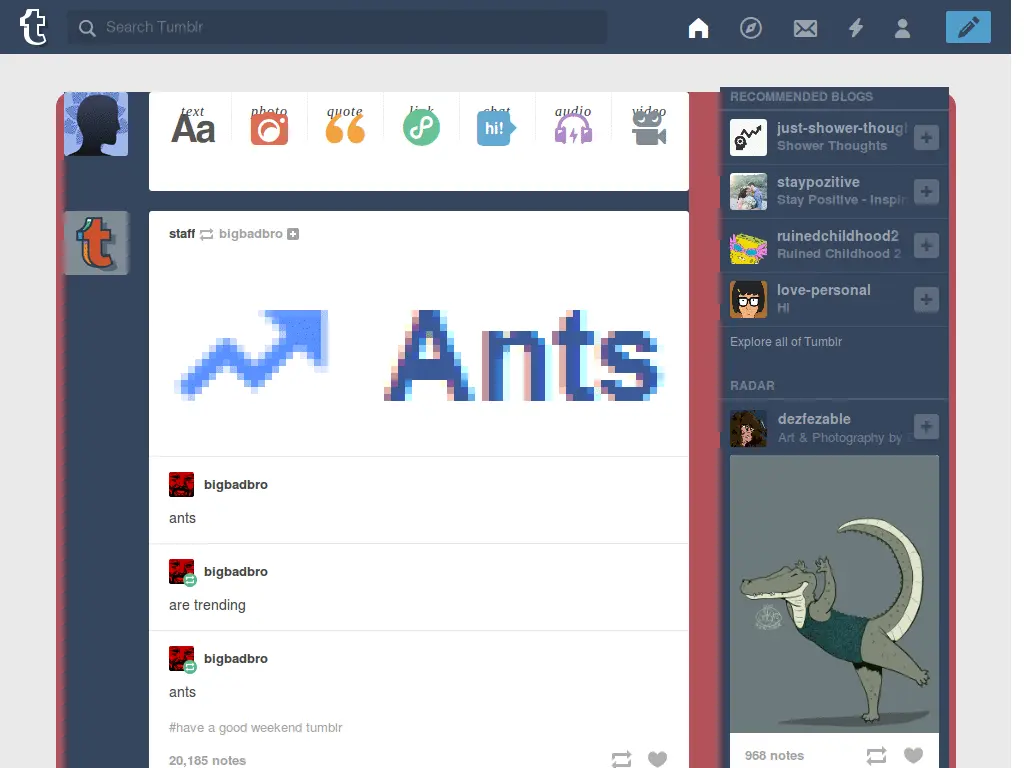 Search Tumblr
text photo quote link chat audio video
Aa hi!
staff bigbadbro
Ants
bigbadbro
ants
bigbadbro
are trending
bigbadbro
ants
#have a good weekend tumblr
20,185 notes
RECOMMENDED BLOGS
just-shower-thoug
Shower Thoughts
staypozitive
Stay Positive - Inspir
ruinedchildhood2
Ruined Childhood 2
love-personal
HI
Explore all of Tumblr
RADAR
dezfezable
Art & Photography by
968 notes